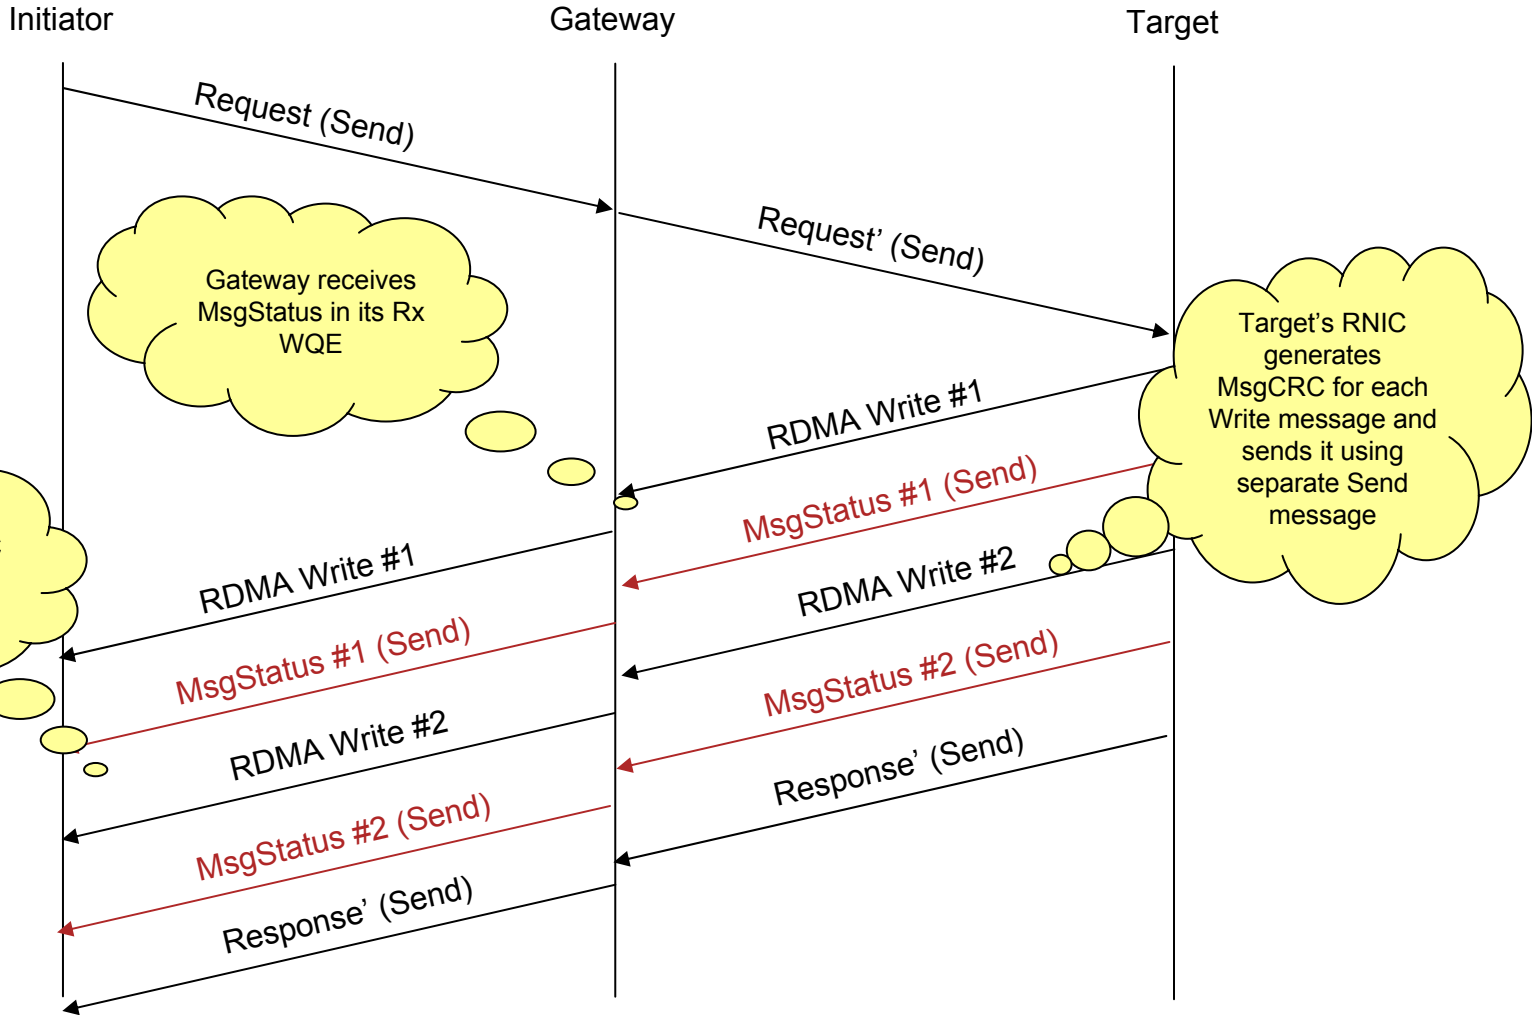 Initiator
Gateway
Target
Request (Send)
Request’ (Send)
Gateway receives
MsgStatus in its Rx
WQE
Target’s RNIC
generates
MsgCRC for each
Write message and
sends it using
separate Send
message
RDMA Write #1
MsgStatus #1 (Send)
RDMA Write #1
RDMA Write #2
MsgStatus #1 (Send)
MsgStatus #2 (Send)
RDMA Write #2
Response’ (Send)
MsgStatus #2 (Send)
Response’ (Send)